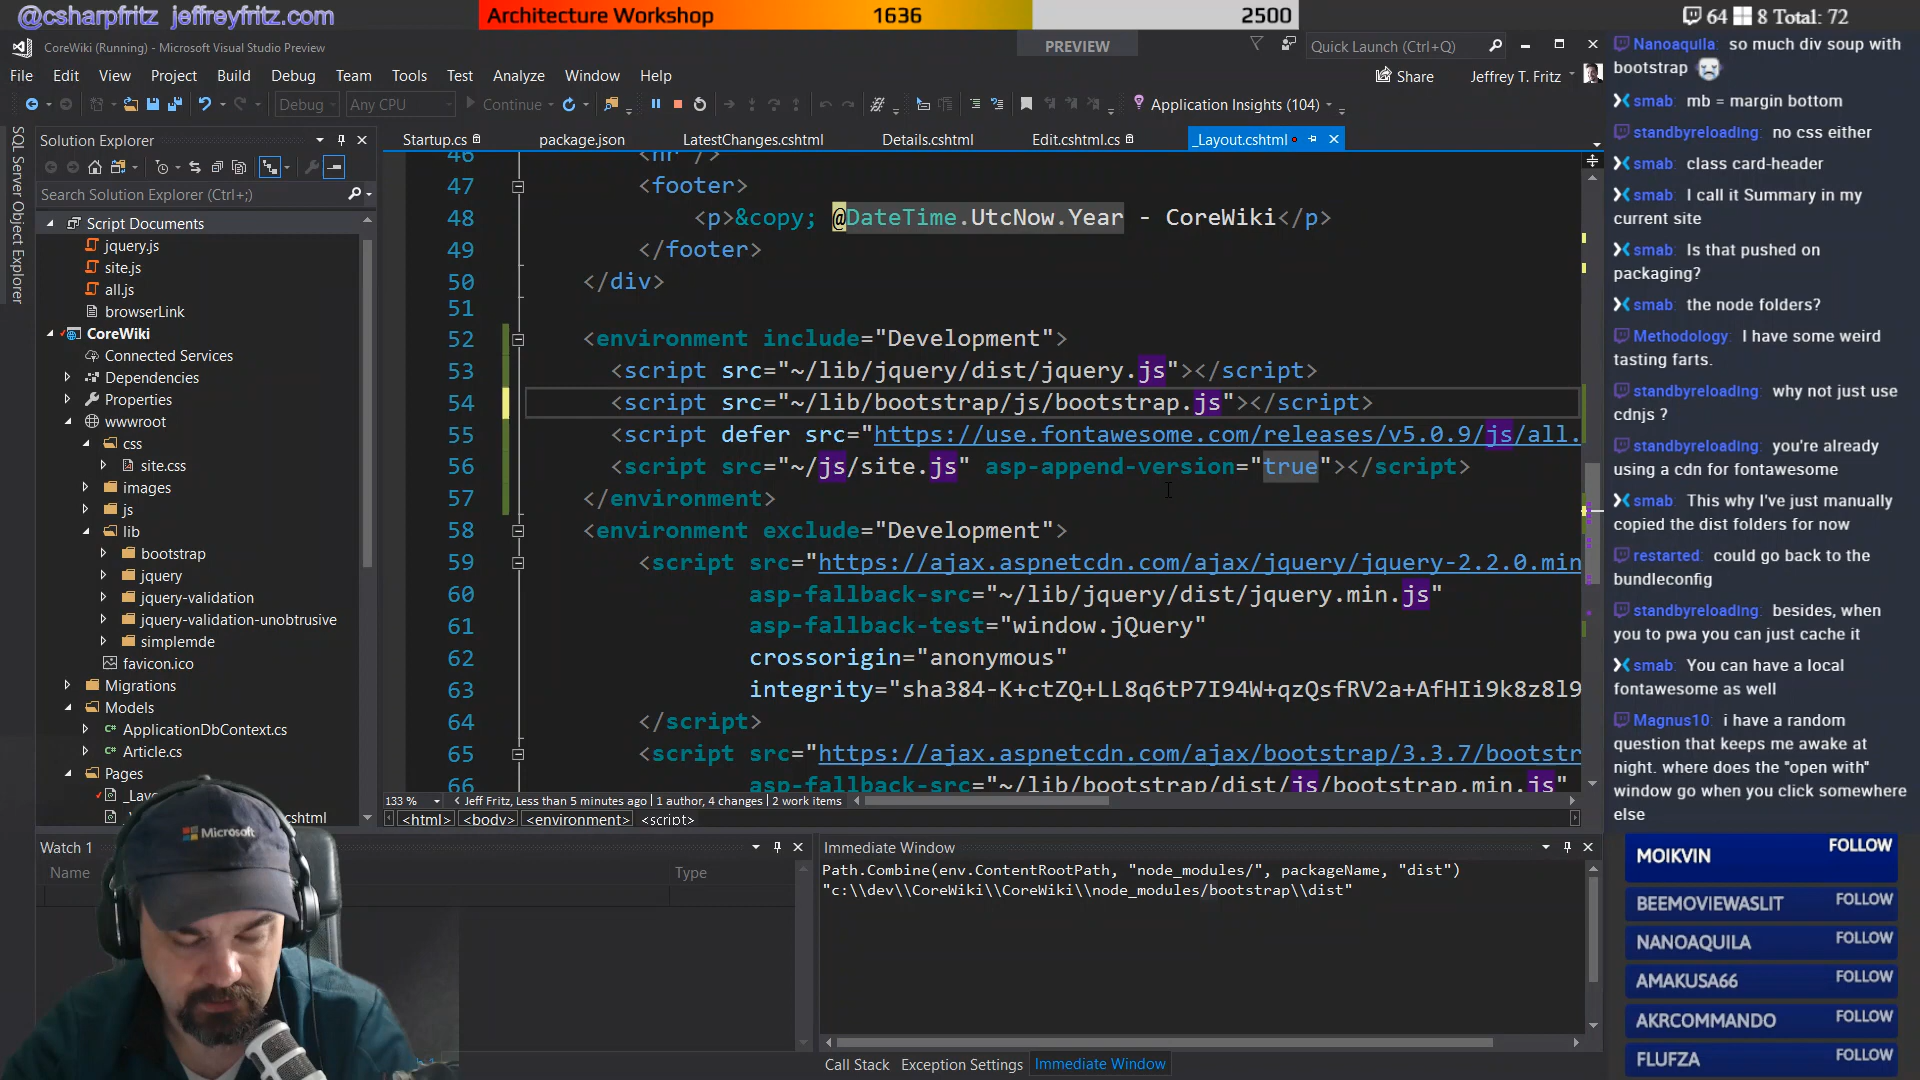 @csharpfritz jeffreyfritz.com
Architecture Workshop 1636 2500
64 8 Total: 72
CoreWiki (Running) - Microsoft Visual Studio Preview
PREVIEW
Quick Launch (Ctrl+Q)
File Edit View Project Build Debug Team Tools Test Analyze Window Help
Share Jeffrey T. Fritz
Debug Any CPU Continue Application Insights (104)
SQL Server Object Explorer
Solution Explorer
Search Solution Explorer (Ctrl+;)
Script Documents
jquery.js
site.js
all.js
browserLink
CoreWiki
Connected Services
Dependencies
Properties
wwwroot
css
site.css
images
js
lib
bootstrap
jquery
jquery-validation
jquery-validation-unobtrusive
simplemde
favicon.ico
Migrations
Models
ApplicationDbContext.cs
Article.cs
Pages
_Layo
cshtml
Startup.cs package.json LatestChanges.cshtml Details.cshtml Edit.cshtml.cs _Layout.cshtml
46 <hr />
47 <footer>
48 <p>&copy; @DateTime.UtcNow.Year - CoreWiki</p>
49 </footer>
50 </div>
51
52 <environment include="Development">
53 <script src="~/lib/jquery/dist/jquery.js"></script>
54 <script src="~/lib/bootstrap/js/bootstrap.js"></script>
55 <script defer src="https://use.fontawesome.com/releases/v5.0.9/js/all.
56 <script src="~/js/site.js" asp-append-version="true"></script>
57 </environment>
58 <environment exclude="Development">
59 <script src="https://ajax.aspnetcdn.com/ajax/jquery/jquery-2.2.0.min
60 asp-fallback-src="~/lib/jquery/dist/jquery.min.js"
61 asp-fallback-test="window.jQuery"
62 crossorigin="anonymous"
63 integrity="sha384-K+ctZQ+LL8q6tP7I94W+qzQsfRV2a+AfHIi9k8z8l9
64 </script>
65 <script src="https://ajax.aspnetcdn.com/ajax/bootstrap/3.3.7/bootstr
66 asp-fallback-src="~/lib/bootstrap/dist/js/bootstrap.min.js"
133 % Jeff Fritz, Less than 5 minutes ago | 1 author, 4 changes | 2 work items
<html> <body> <environment> <script>
Watch 1
Name Type
Microsoft
Immediate Window
Path.Combine(env.ContentRootPath, "node_modules/", packageName, "dist")
"c:\\dev\\CoreWiki\\CoreWiki\\node_modules/bootstrap\\dist"
Call Stack Exception Settings Immediate Window
Nanoaquila: so much div soup with
bootstrap
smab: mb = margin bottom
standbyreloading: no css either
smab: class card-header
smab: I call it Summary in my
current site
smab: Is that pushed on
packaging?
smab: the node folders?
Methodology: I have some weird
tasting farts.
standbyreloading: why not just use
cdnjs ?
standbyreloading: you're already
using a cdn for fontawesome
smab: This why I've just manually
copied the dist folders for now
restarted: could go back to the
bundleconfig
standbyreloading: besides, when
you to pwa you can just cache it
smab: You can have a local
fontawesome as well
Magnus10: i have a random
question that keeps me awake at
night. where does the "open with"
window go when you click somewhere
else
MOIKVIN FOLLOW
BEEMOVIEWASLIT FOLLOW
NANOAQUILA FOLLOW
AMAKUSA66 FOLLOW
AKRCOMMANDO FOLLOW
FLUFZA FOLLOW